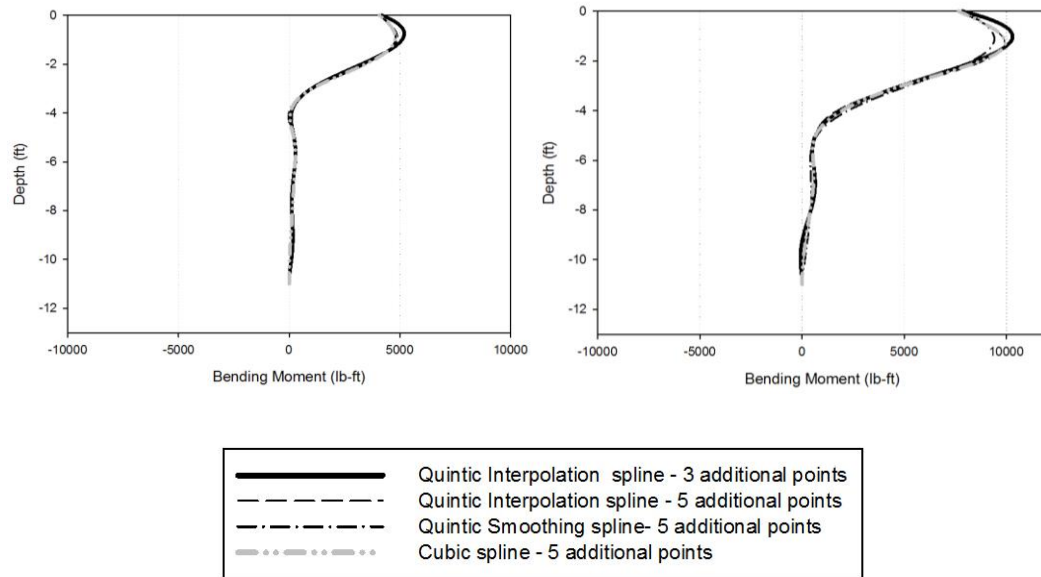 0
-2
-4
-6
-8
-10
-12
Depth (ft)
-10000 -5000 0 5000 10000
Bending Moment (lb-ft)
0
-2
-4
-6
-8
-10
-12
Depth (ft)
-10000 -5000 0 5000 10000
Bending Moment (lb-ft)
Quintic Interpolation spline - 3 additional points
Quintic Interpolation spline - 5 additional points
Quintic Smoothing spline- 5 additional points
Cubic spline - 5 additional points